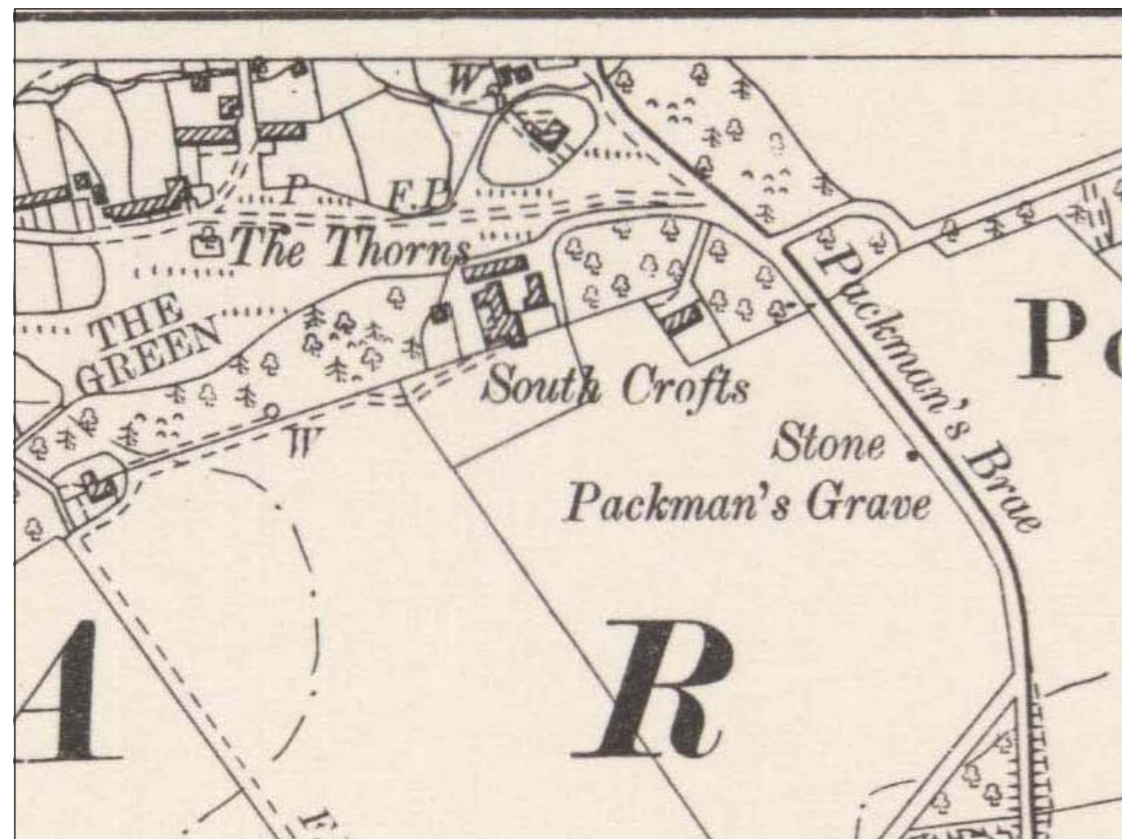 W
P
F.B
The Thorns
THE
GREEN
Packman's Brae
Po
South Crofts
W
Stone
Packman's Grave
A
R